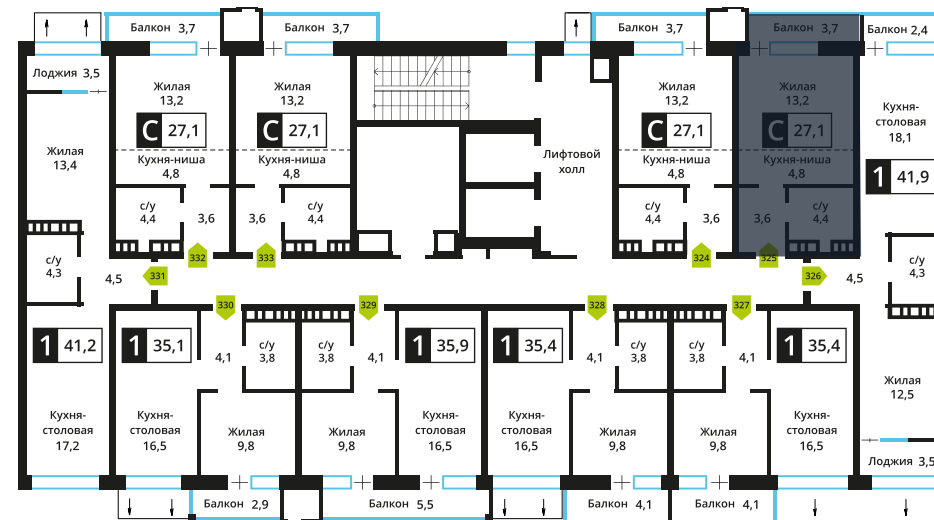 Балкон 3,7
Балкон 3,7
Балкон 3,7
Балкон 3,7
Балкон 2,4
Лоджия 3,5
Жилая
13,2
Жилая
13,2
Жилая
13,2
Жилая
13,2
Кухня-
столовая
18,1
С 27,1
С 27,1
С 27,1
С 27,1
Жилая
13,4
Лифтовой
холл
Кухня-ниша
4,8
Кухня-ниша
4,8
Кухня-ниша
4,8
Кухня-ниша
4,8
1 41,9
с/у
4,4
3,6
3,6
с/у
4,4
с/у
4,4
3,6
3,6
с/у
4,4
с/у
4,3
4,5
331
332
333
324
325
326
4,5
с/у
4,3
330
329
328
327
1 41,2
1 35,1
4,1
с/у
3,8
с/у
3,8
4,1
1 35,9
1 35,4
4,1
с/у
3,8
с/у
3,8
4,1
1 35,4
Жилая
12,5
Кухня-
столовая
17,2
Кухня-
столовая
16,5
Жилая
9,8
Жилая
9,8
Кухня-
столовая
16,5
Кухня-
столовая
16,5
Жилая
9,8
Жилая
9,8
Кухня-
столовая
16,5
Лоджия 3,5
Балкон 2,9
Балкон 5,5
Балкон 4,1
Балкон 4,1